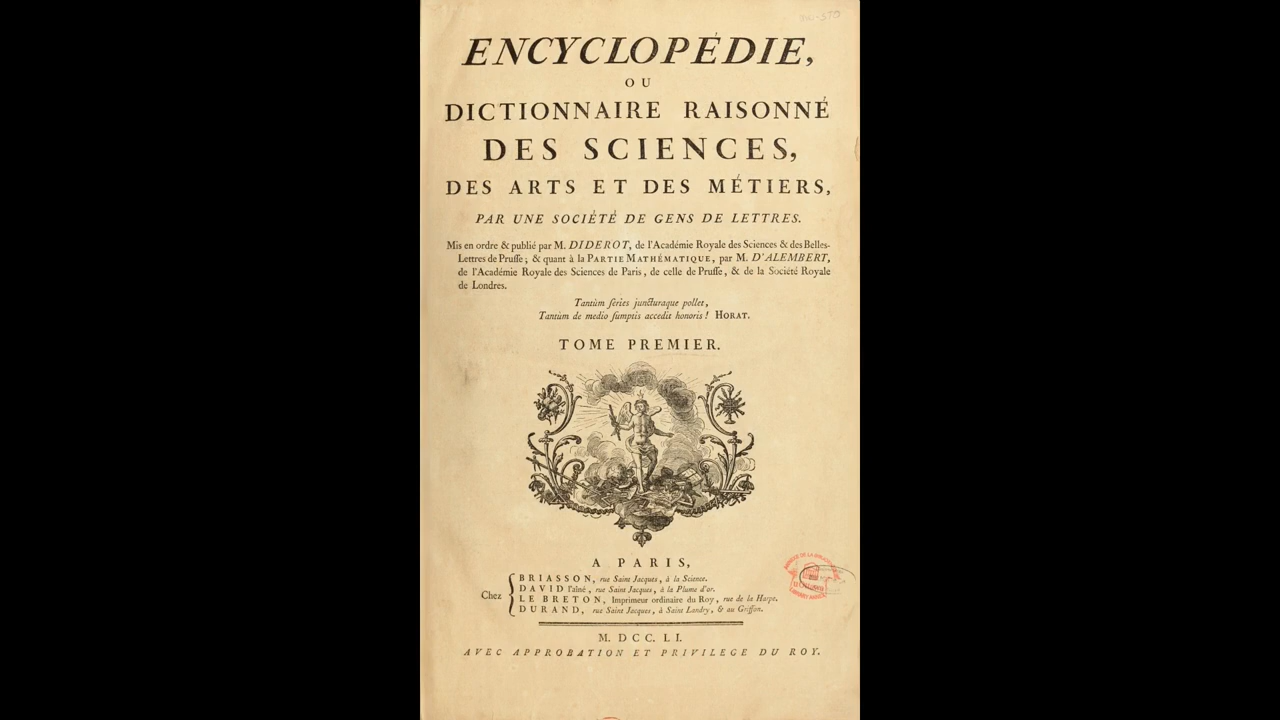 ENCYCLOPÉDIE,
OU
DICTIONNAIRE RAISONNÉ
DES SCIENCES,
DES ARTS ET DES MÉTIERS,
PAR UNE SOCIÉTÉ DE GENS DE LETTRES.
Mis en ordre & publié par M. DIDEROT, de l'Académie Royale des Sciences & des Belles-
Lettres de Pruſſe; & quant à la PARTIE MATHÉMATIQUE, par M. D'ALEMBERT,
de l'Académie Royale des Sciences de Paris, de celle de Pruſſe, & de la Société Royale
de Londres.
Tantùm ſeries juncturaque pollet,
Tantùm de medio ſumptis accedit honoris! HORAT.
TOME PREMIER.
A PARIS,
Chez
BRIASSON, rue Saint Jacques, à la Science.
DAVID l'aîné, rue Saint Jacques, à la Plume d'or.
LE BRETON, Imprimeur ordinaire du Roy, rue de la Harpe.
DURAND, rue Saint Jacques, à Saint Landry, & au Griffon.
M. DCC. LI.
AVEC APPROBATION ET PRIVILEGE DU ROY.